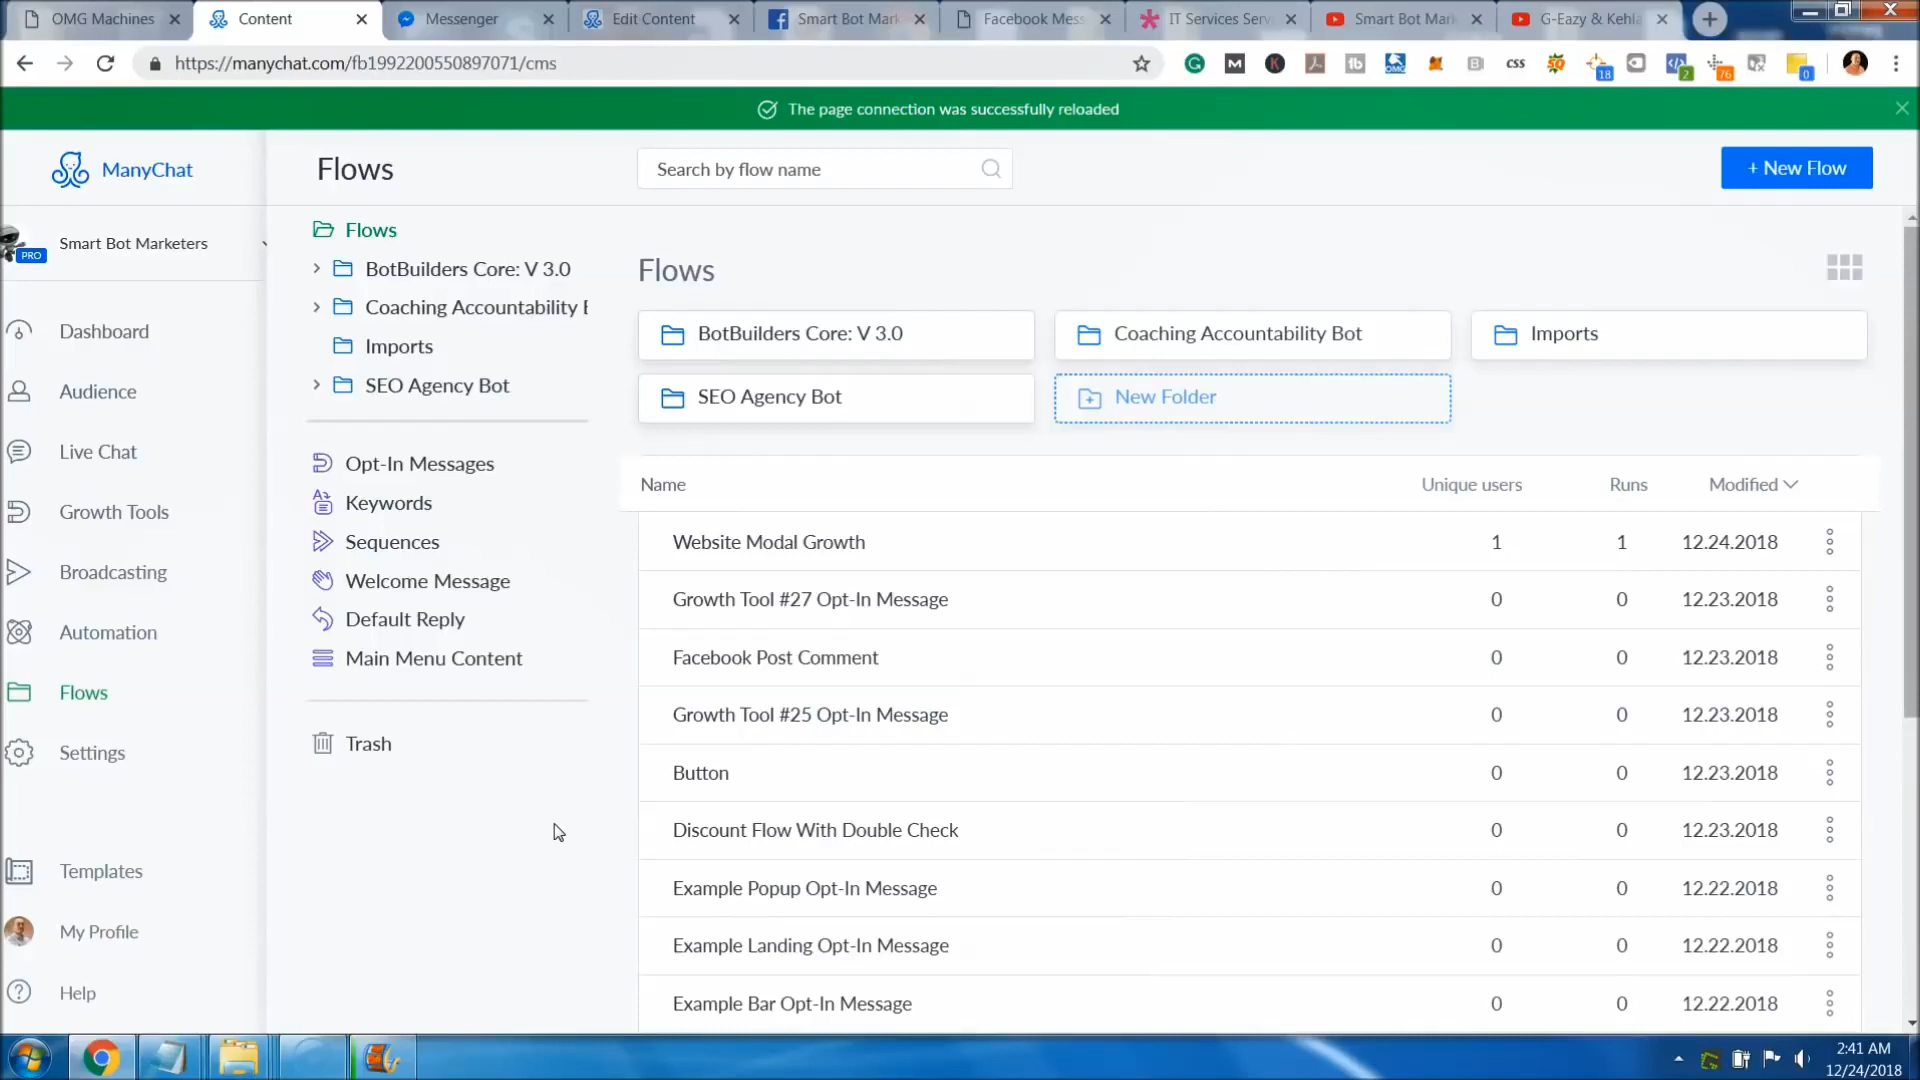 OMG Machines
Content
Messenger
Edit Content
Smart Bot Mark
Facebook Mess
IT Services Serv
Smart Bot Mark
G-Eazy & Kehla
https://manychat.com/fb1992200550897071/cms
The page connection was successfully reloaded
ManyChat
Flows
Search by flow name
+ New Flow
PRO
Smart Bot Marketers
Dashboard
Audience
Live Chat
Growth Tools
Broadcasting
Automation
Flows
Settings
Templates
My Profile
Help
Flows
BotBuilders Core: V 3.0
Coaching Accountability B
Imports
SEO Agency Bot
Opt-In Messages
Keywords
Sequences
Welcome Message
Default Reply
Main Menu Content
Trash
Flows
BotBuilders Core: V 3.0 Coaching Accountability Bot Imports
SEO Agency Bot New Folder
Name Unique users Runs Modified
Website Modal Growth 1 1 12.24.2018
Growth Tool #27 Opt-In Message 0 0 12.23.2018
Facebook Post Comment 0 0 12.23.2018
Growth Tool #25 Opt-In Message 0 0 12.23.2018
Button 0 0 12.23.2018
Discount Flow With Double Check 0 0 12.23.2018
Example Popup Opt-In Message 0 0 12.22.2018
Example Landing Opt-In Message 0 0 12.22.2018
Example Bar Opt-In Message 0 0 12.22.2018
2:41 AM
12/24/2018